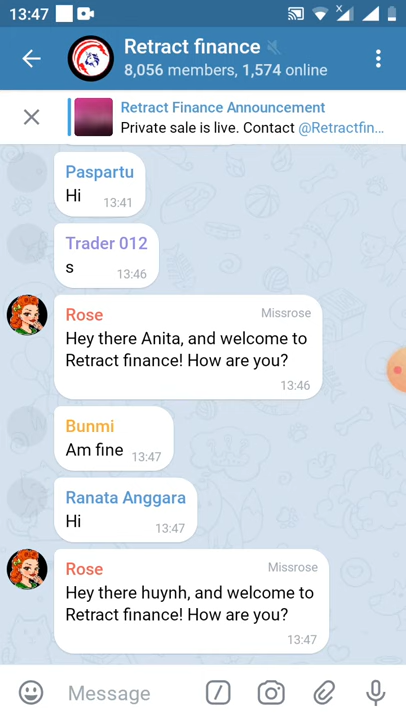 13:47
Retract finance
8,056 members, 1,574 online
Retract Finance Announcement
Private sale is live. Contact @Retractfin...
Paspartu
Hi 13:41
Trader 012
s 13:46
Rose Missrose
Hey there Anita, and welcome to
Retract finance! How are you?
13:46
Bunmi
Am fine 13:47
Ranata Anggara
Hi 13:47
Rose Missrose
Hey there huynh, and welcome to
Retract finance! How are you?
13:47
Message